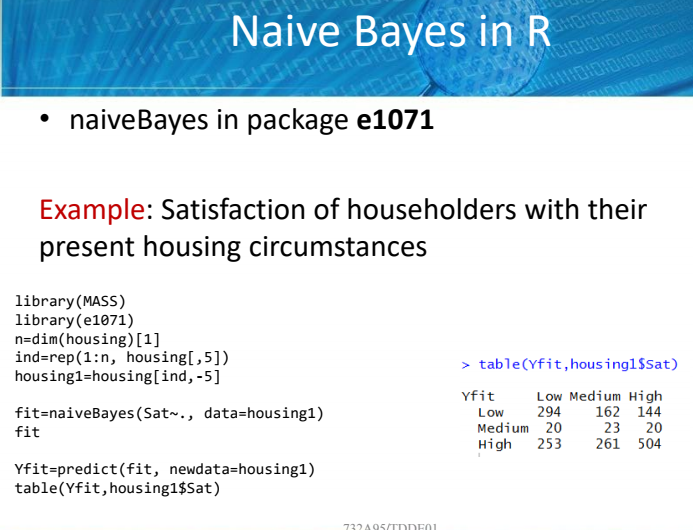 Naive Bayes in R
• naiveBayes in package e1071
Example: Satisfaction of householders with their
present housing circumstances
library(MASS)
library(e1071)
n=dim(housing)[1]
ind=rep(1:n, housing[,5])
housing1=housing[ind,-5]
fit=naiveBayes(Sat~., data=housing1)
fit
Yfit=predict(fit, newdata=housing1)
table(Yfit,housing1$Sat)
> table(Yfit,housing1$Sat)
Yfit Low Medium High
Low 294 162 144
Medium 20 23 20
High 253 261 504
732A95/TDDE01